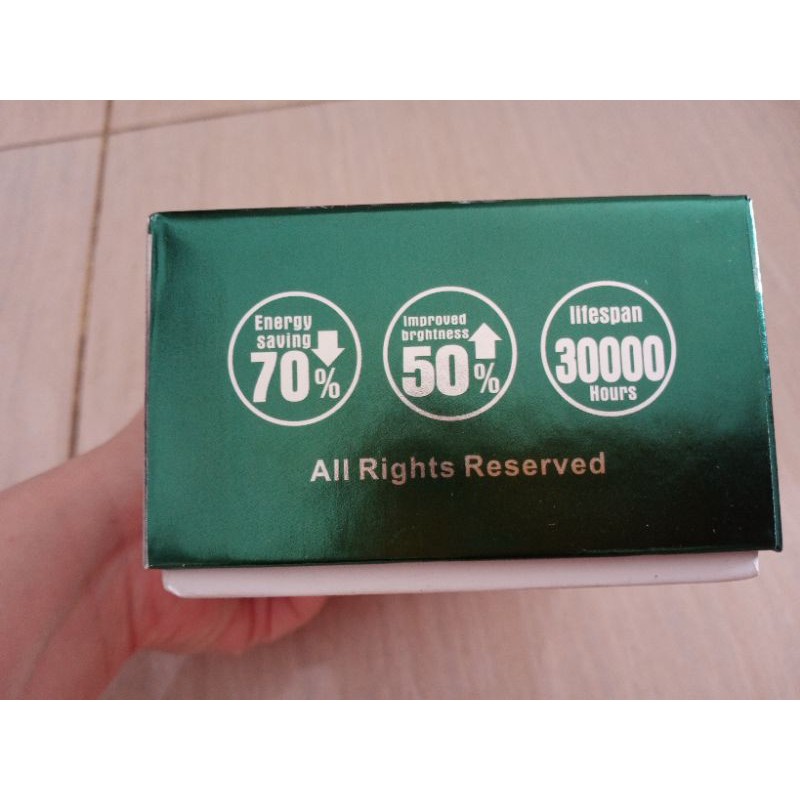 Energy
saving
70%
Improved
brghtness
50%
lifespan
30000
Hours
All Rights Reserved